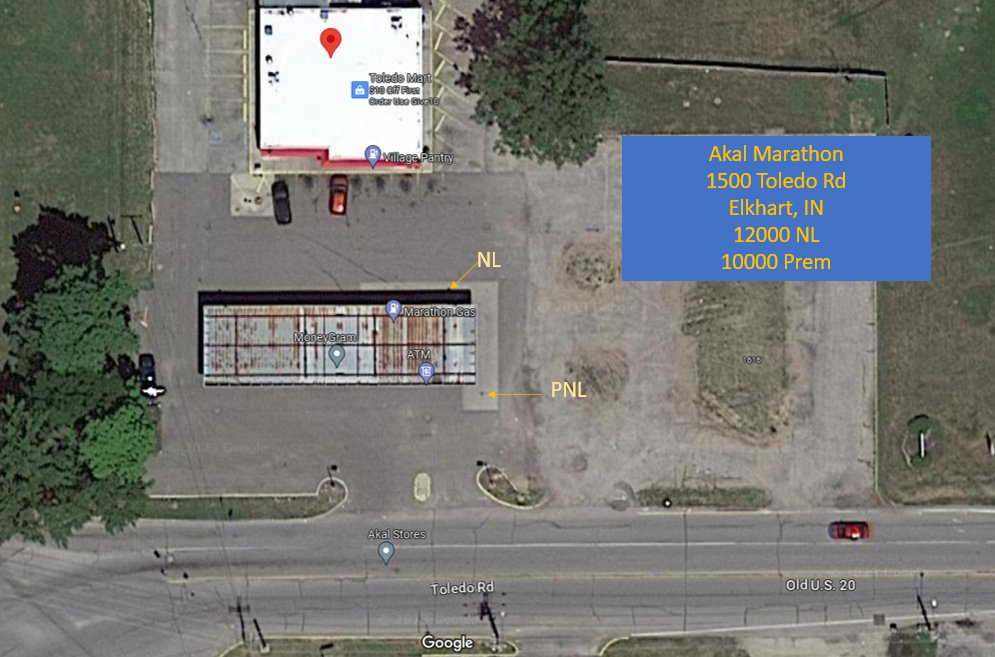 Toledo Mart
$10 Off First
Order Use Give10
Village Pantry
Akal Marathon
1500 Toledo Rd
Elkhart, IN
12000 NL
10000 Prem
NL
Marathon Gas
MoneyGram
ATM
1616
PNL
Akal Stores
Toledo Rd
Old U.S. 20
Google